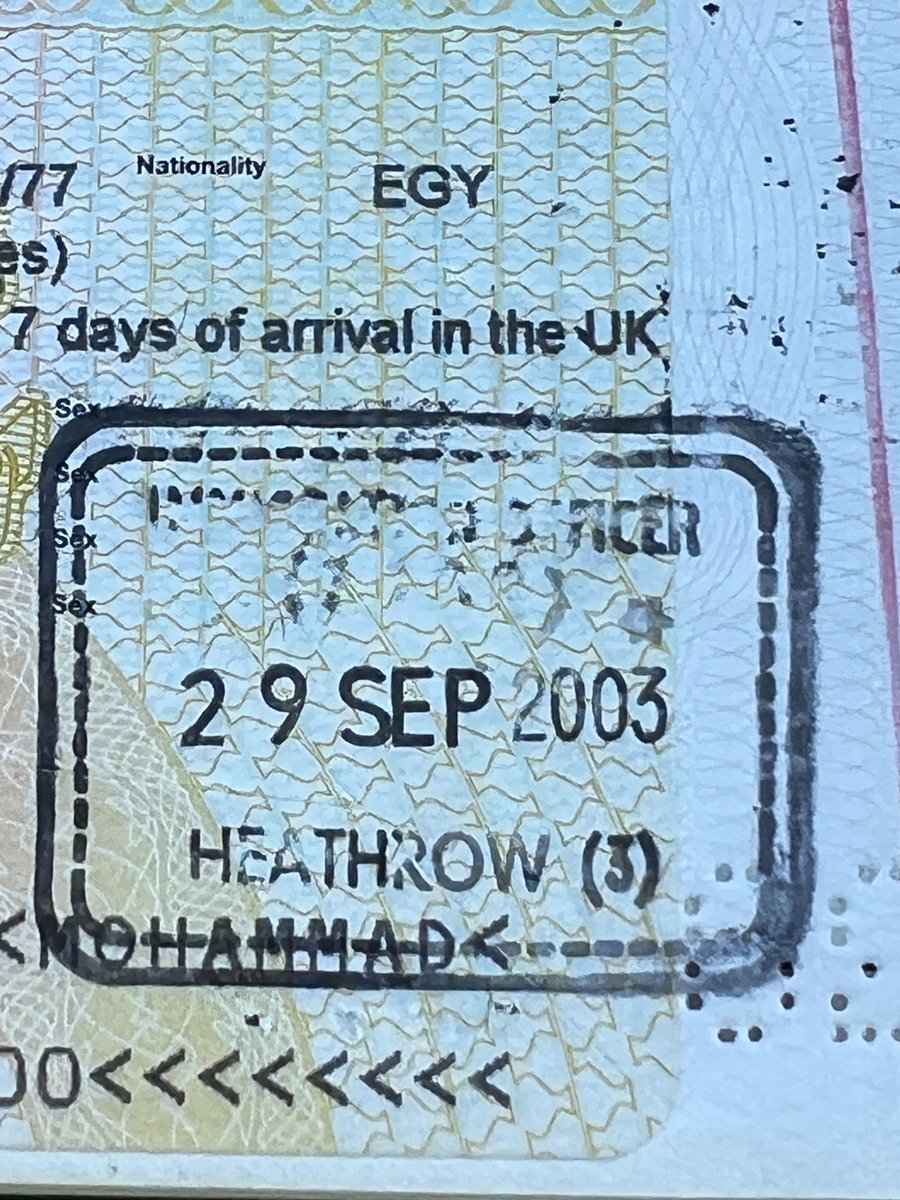 /77 Nationality EGY
es)
7 days of arrival in the UK
Sex
Sex
Sex
Sex
IMMIGRATION OFFICER
29 SEP 2003
HEATHROW (3)
<MOHAMMAD<
00<<<<<<<<